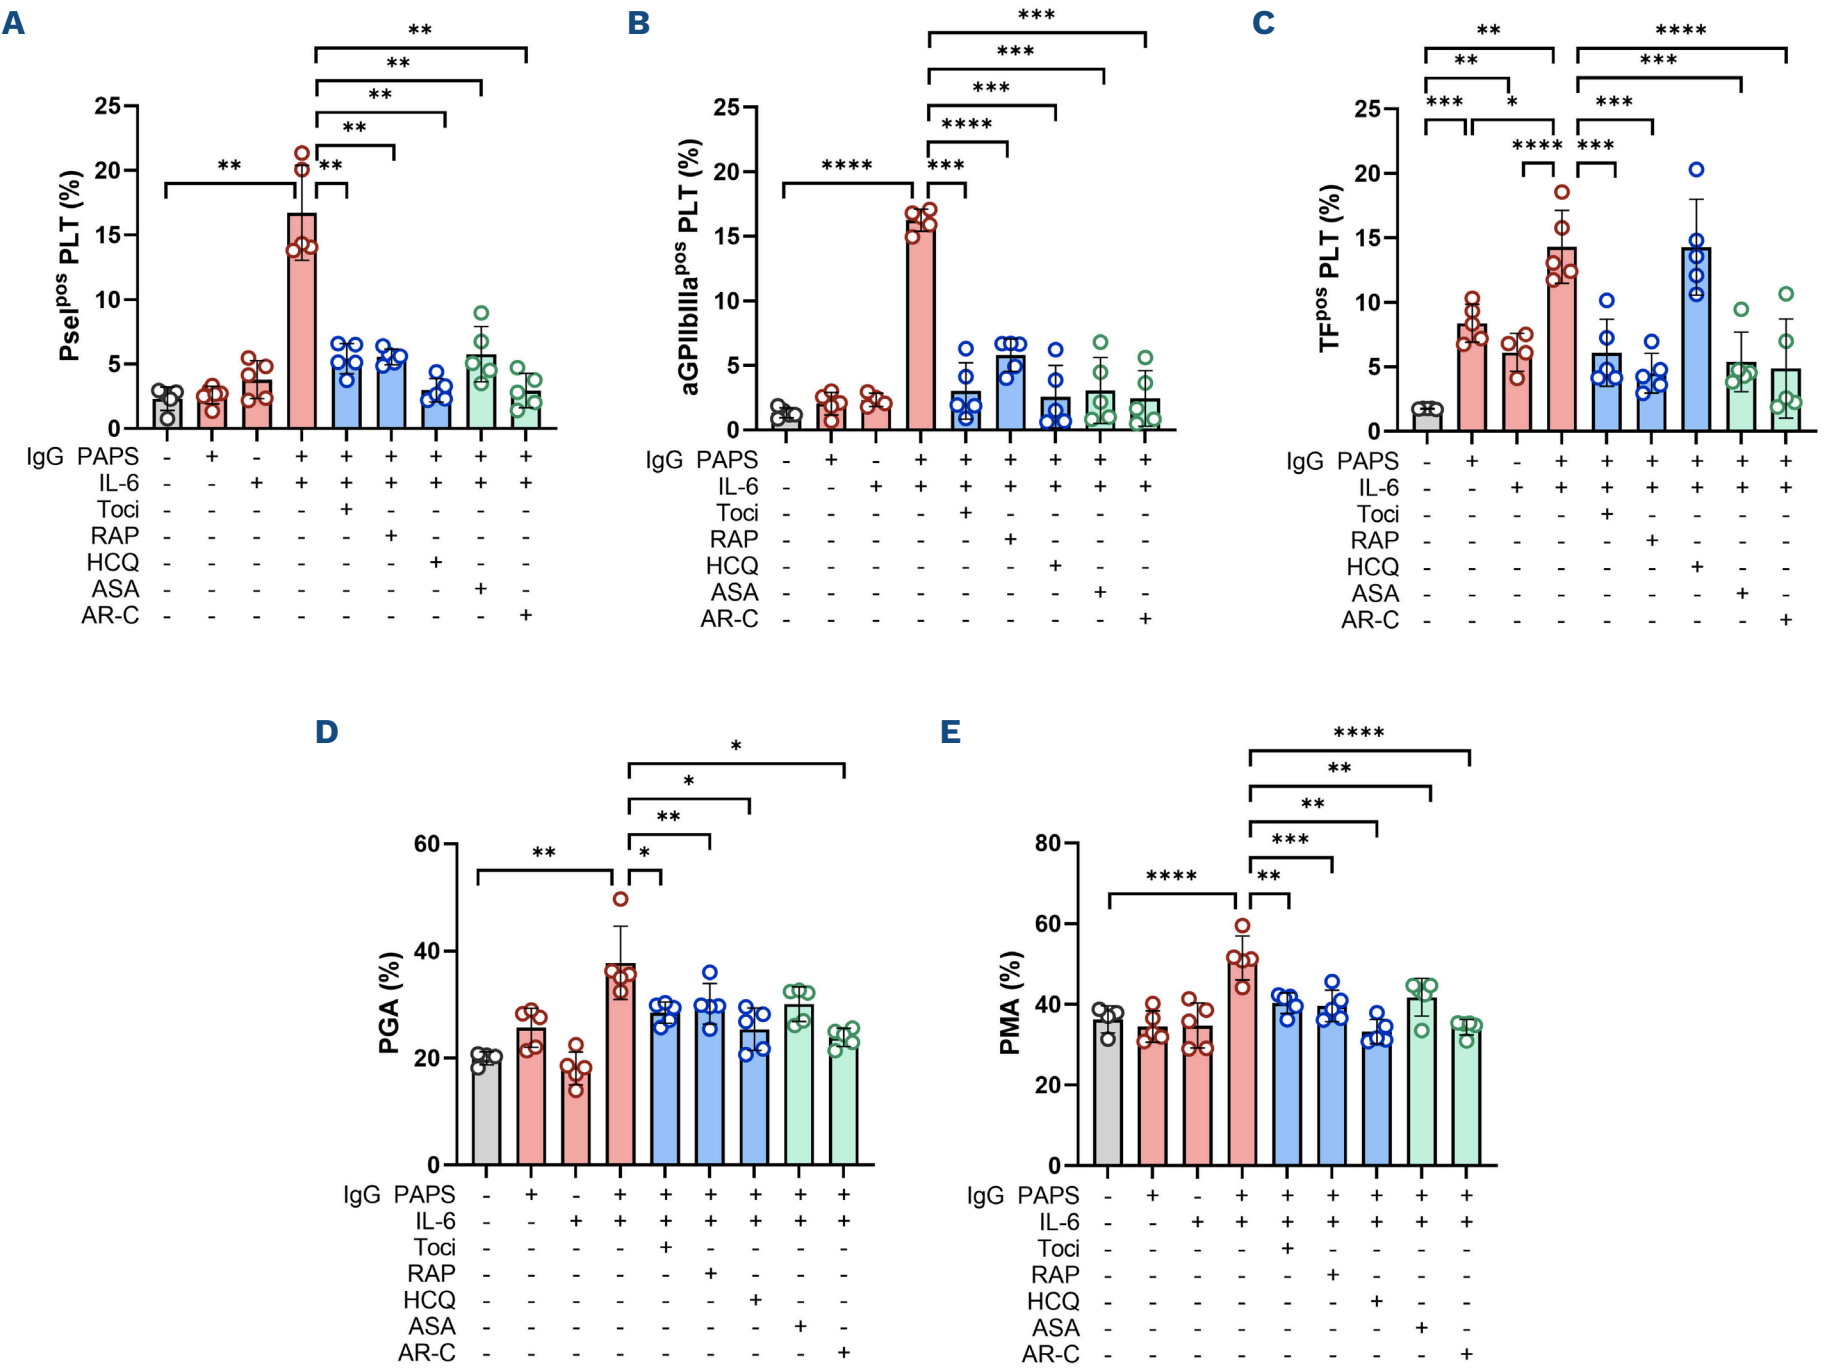 A
**
**
**
**
** **
25
20
15
10
5
0
Pselpos PLT (%)
IgG PAPS - + - + + + + + +
IL-6 - - + + + + + + +
Toci - - - - + - - - -
RAP - - - - - + - - -
HCQ - - - - - - + - -
ASA - - - - - - - + -
AR-C - - - - - - - - +
B
***
***
***
****
**** ***
25
20
15
10
5
0
aGPIIbIIIapos PLT (%)
IgG PAPS - + - + + + + + +
IL-6 - - + + + + + + +
Toci - - - - + - - - -
RAP - - - - - + - - -
HCQ - - - - - - + - -
ASA - - - - - - - + -
AR-C - - - - - - - - +
C
** ****
** ***
*** * ***
**** ***
25
20
15
10
5
0
TFpos PLT (%)
IgG PAPS - + - + + + + + +
IL-6 - - + + + + + + +
Toci - - - - + - - - -
RAP - - - - - + - - -
HCQ - - - - - - + - -
ASA - - - - - - - + -
AR-C - - - - - - - - +
D
*
*
**
** *
60
40
20
0
PGA (%)
IgG PAPS - + - + + + + + +
IL-6 - - + + + + + + +
Toci - - - - + - - - -
RAP - - - - - + - - -
HCQ - - - - - - + - -
ASA - - - - - - - + -
AR-C - - - - - - - - +
E
****
**
**
***
**** **
80
60
40
20
0
PMA (%)
IgG PAPS - + - + + + + + +
IL-6 - - + + + + + + +
Toci - - - - + - - - -
RAP - - - - - + - - -
HCQ - - - - - - + - -
ASA - - - - - - - + -
AR-C - - - - - - - - +